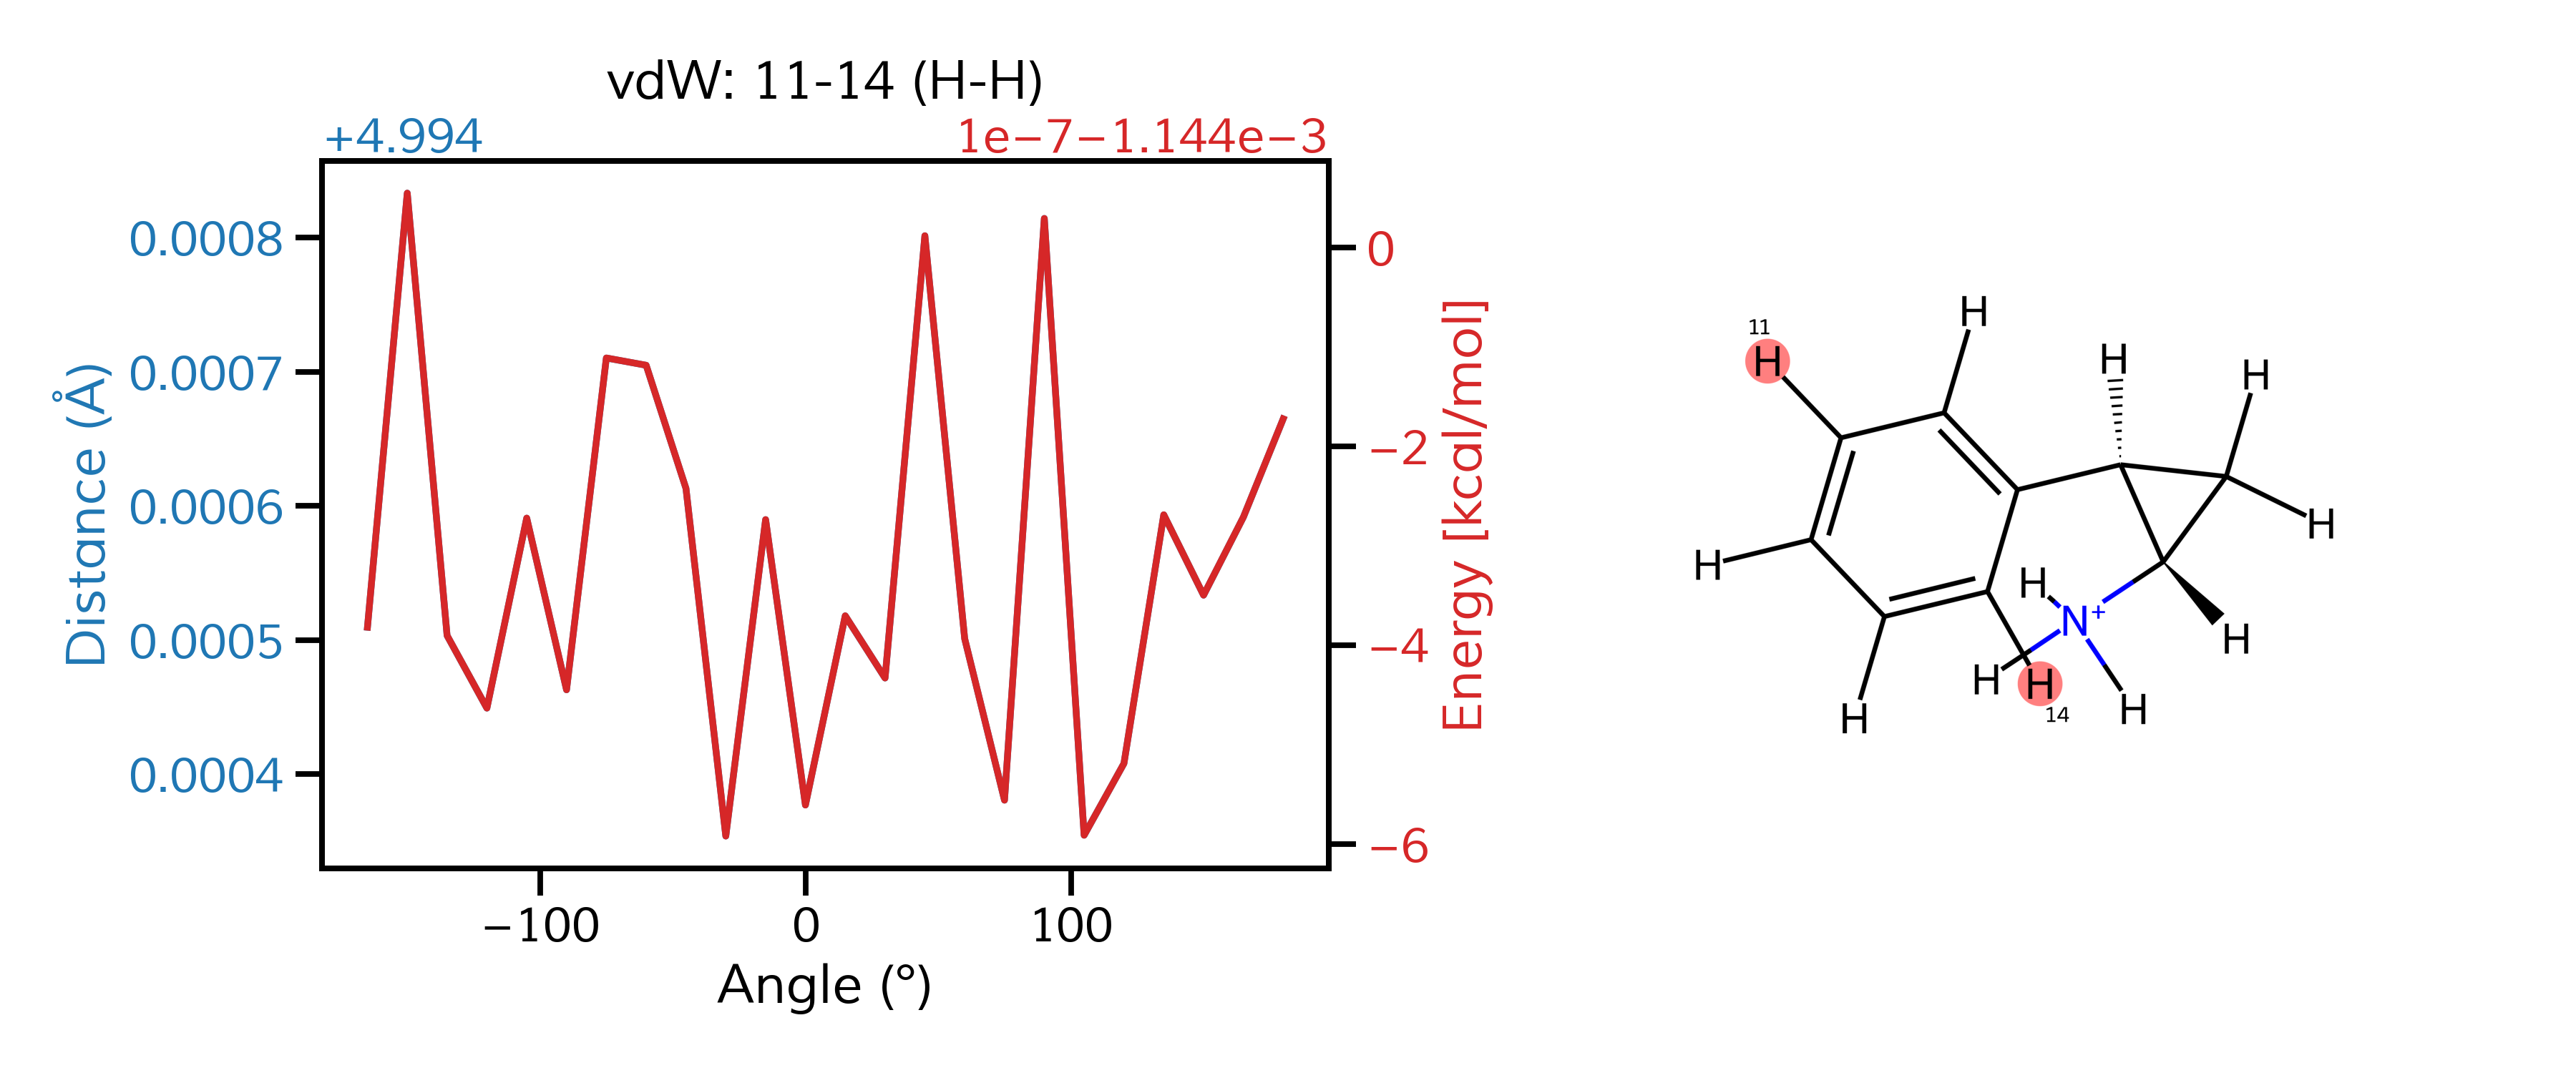 vdW: 11-14 (H-H)
+4.994
1e−7−1.144e−3
Distance (Å)
0.0008
0.0007
0.0006
0.0005
0.0004
0
−2
−4
−6
Energy [kcal/mol]
−100
0
100
Angle (°)
H
11
H
H
H
H
H
H
N+
H
H
H
14
H
H